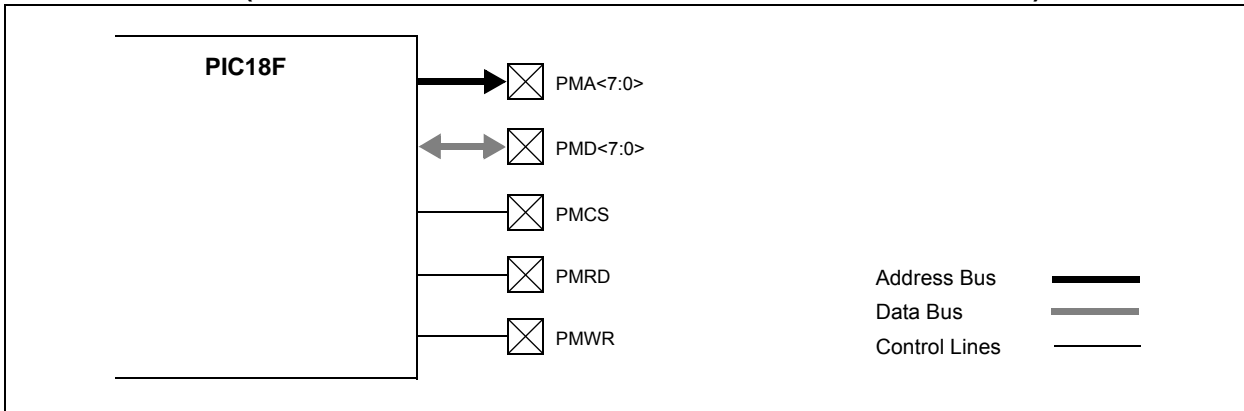 PIC18F
PMA<7:0>
PMD<7:0>
PMCS
PMRD
PMWR
Address Bus
Data Bus
Control Lines